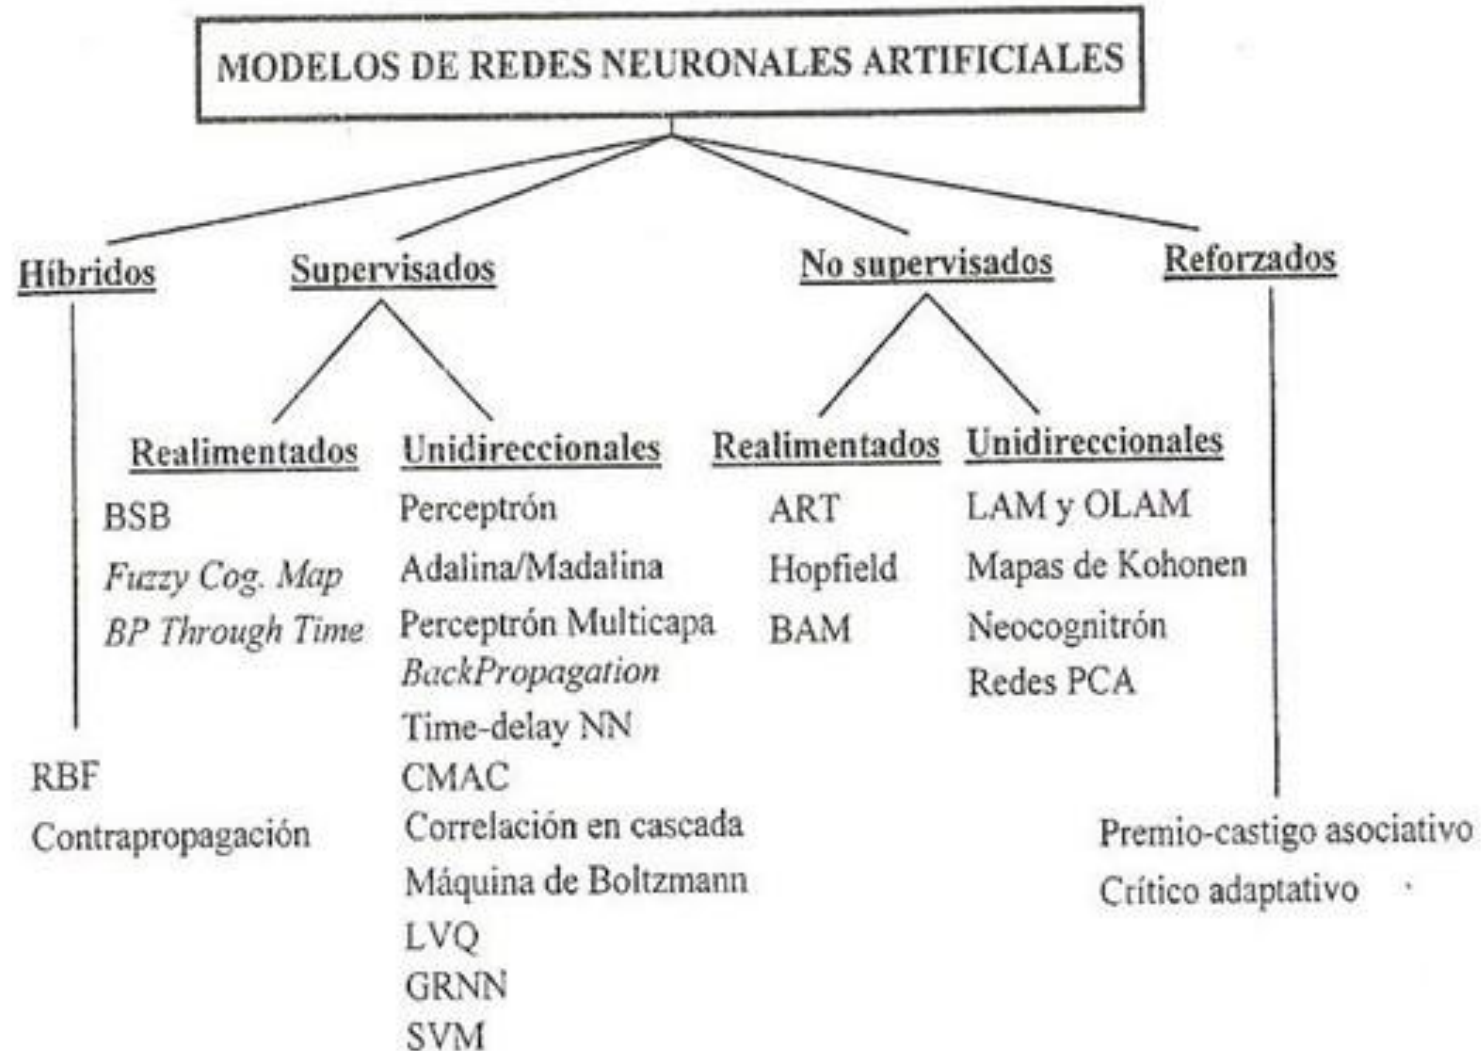 MODELOS DE REDES NEURONALES ARTIFICIALES
Híbridos
Supervisados
No supervisados
Reforzados
Realimentados
Unidireccionales
Realimentados
Unidireccionales
BSB
Fuzzy Cog. Map
BP Through Time
Perceptrón
Adalina/Madalina
Perceptrón Multicapa
BackPropagation
Time-delay NN
CMAC
Correlación en cascada
Máquina de Boltzmann
LVQ
GRNN
SVM
ART
Hopfield
BAM
LAM y OLAM
Mapas de Kohonen
Neocognitrón
Redes PCA
RBF
Contrapropagación
Premio-castigo asociativo
Crítico adaptativo